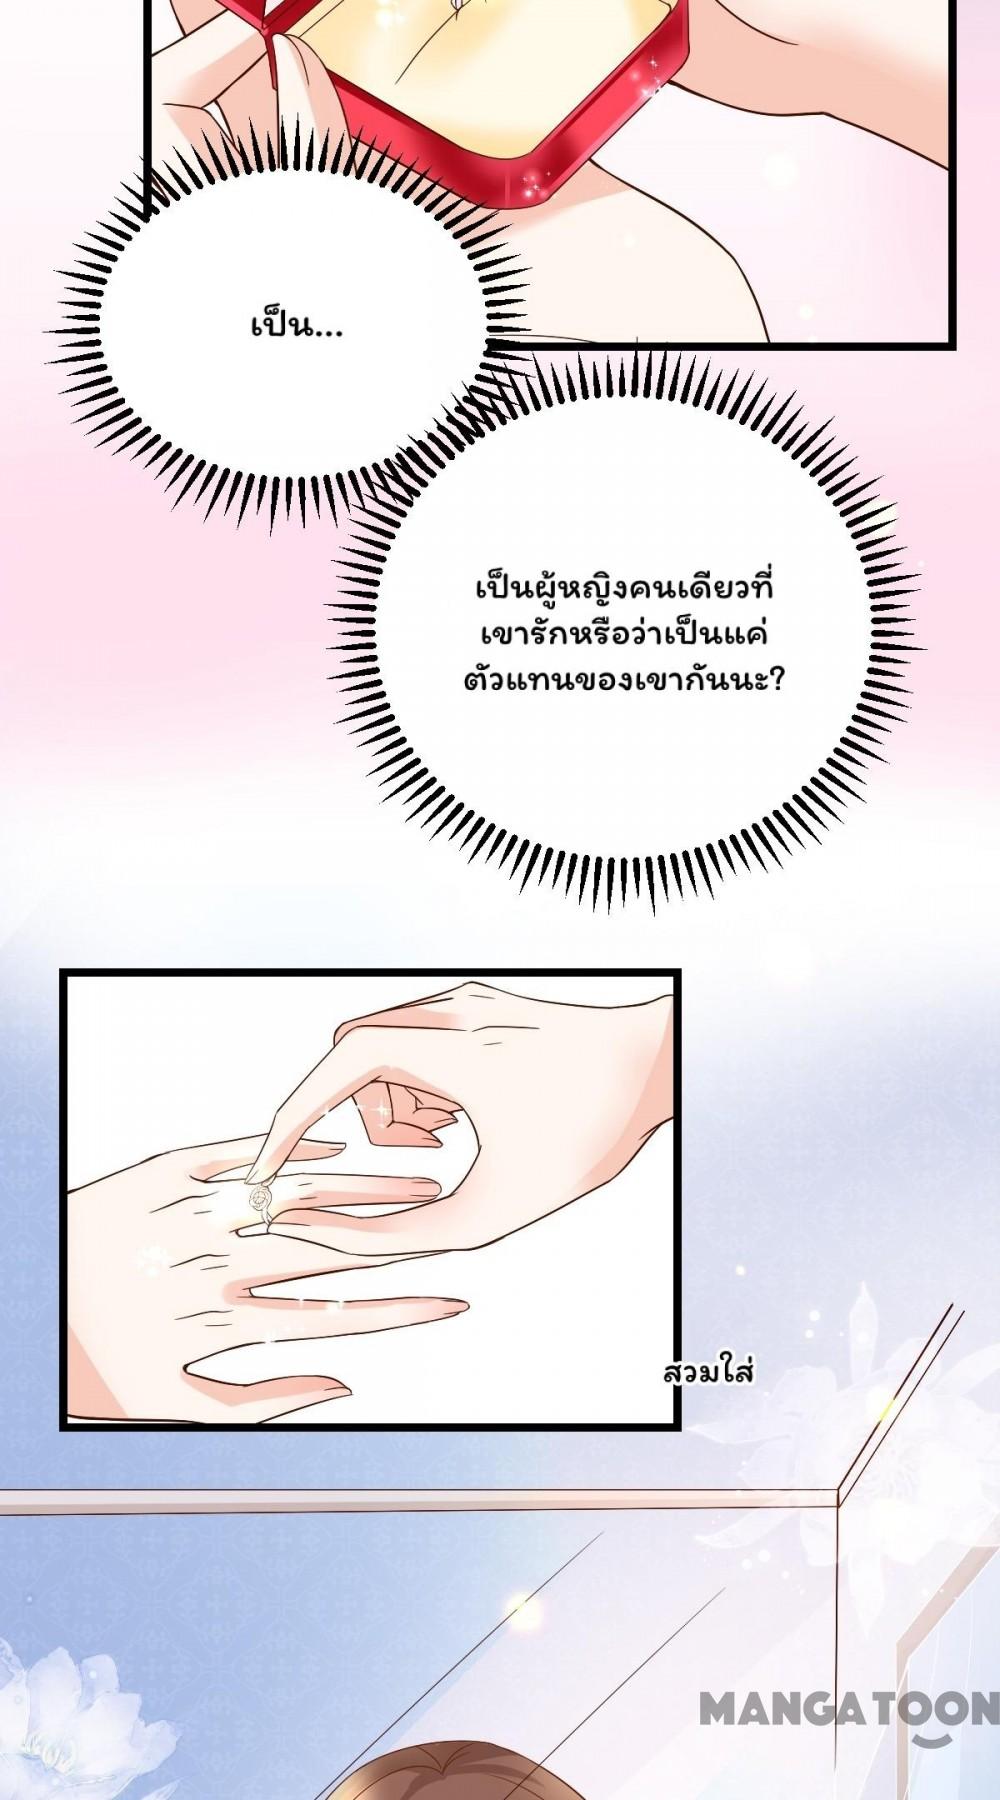 เป็น...
เป็นผู้หญิงคนเดียวที่
เขารักหรือว่าเป็นแค่
ตัวแทนของเขากันนะ?
สวมใส่
MANGATOON